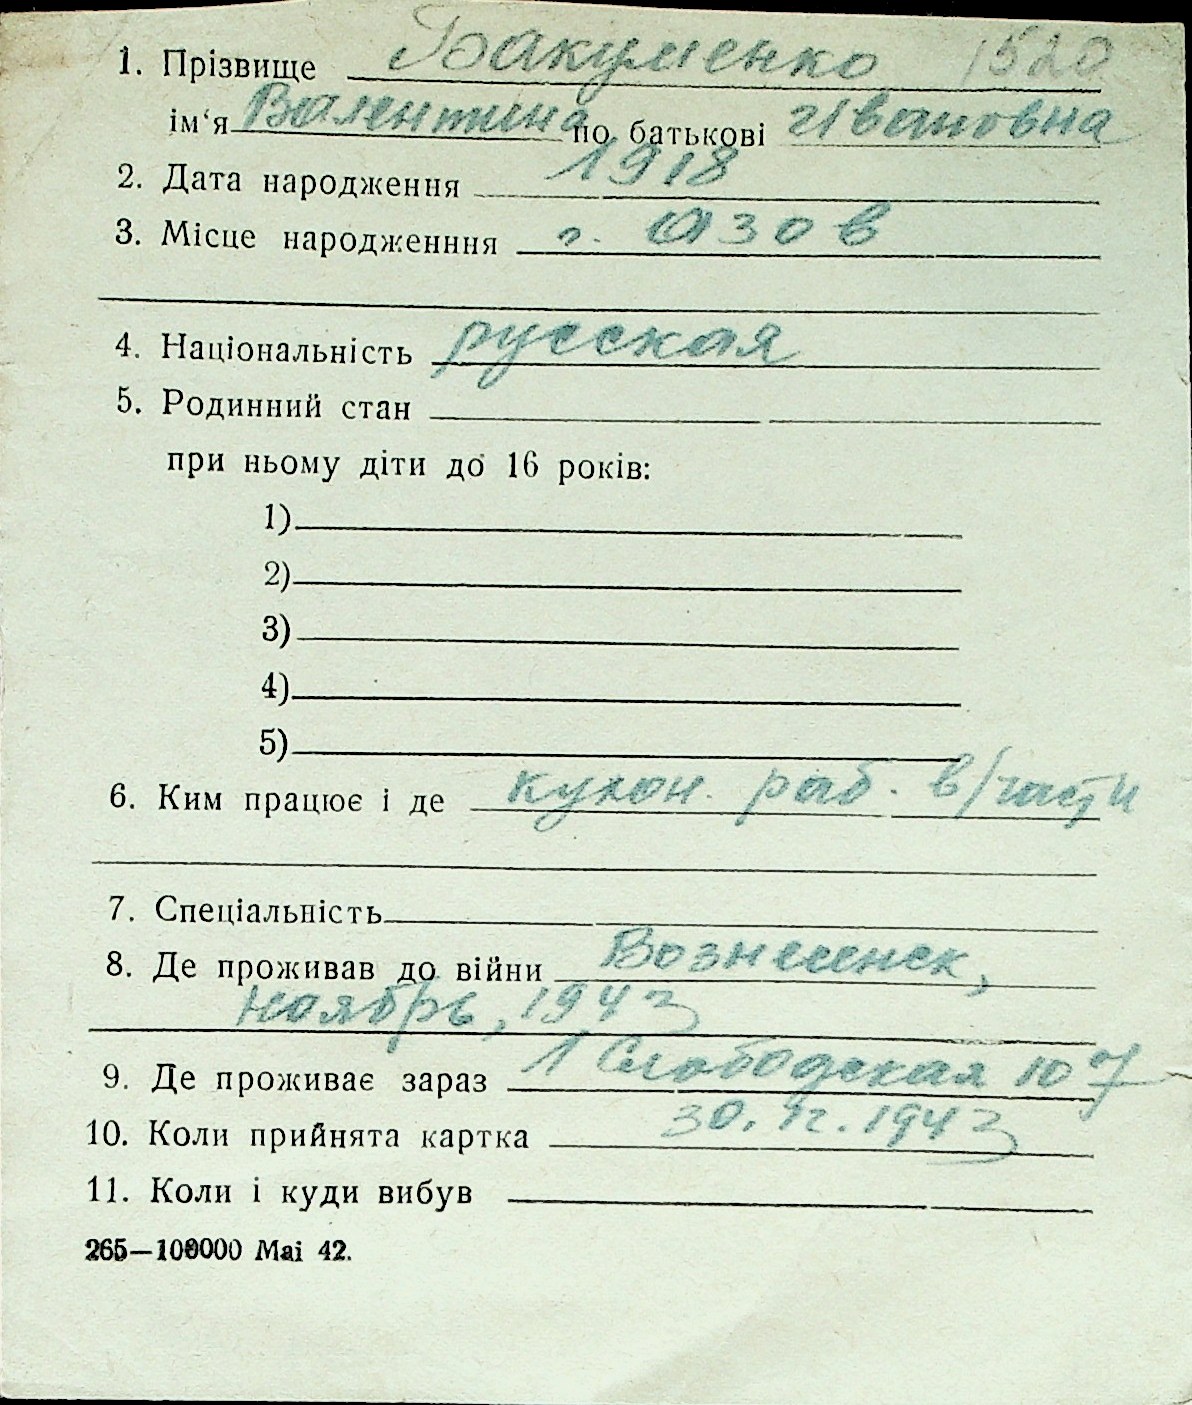 1. Прізвище Бакуменко 1520
ім‘я Валентина по батькові Ивановна
2. Дата народження 1918
3. Місце народженння г. Азов
4. Національність русская
5. Родинний стан
при ньому діти до 16 років:
1)
2)
3)
4)
5)
6. Ким працює і де кухон. раб. в/части
7. Спеціальність
8. Де проживав до війни Вознесенск,
ноябрь, 1943
9. Де проживає зараз 1 Слободская 107
10. Коли прийнята картка 30.12.1943
11. Коли і куди вибув
265—100000 Mai 42.